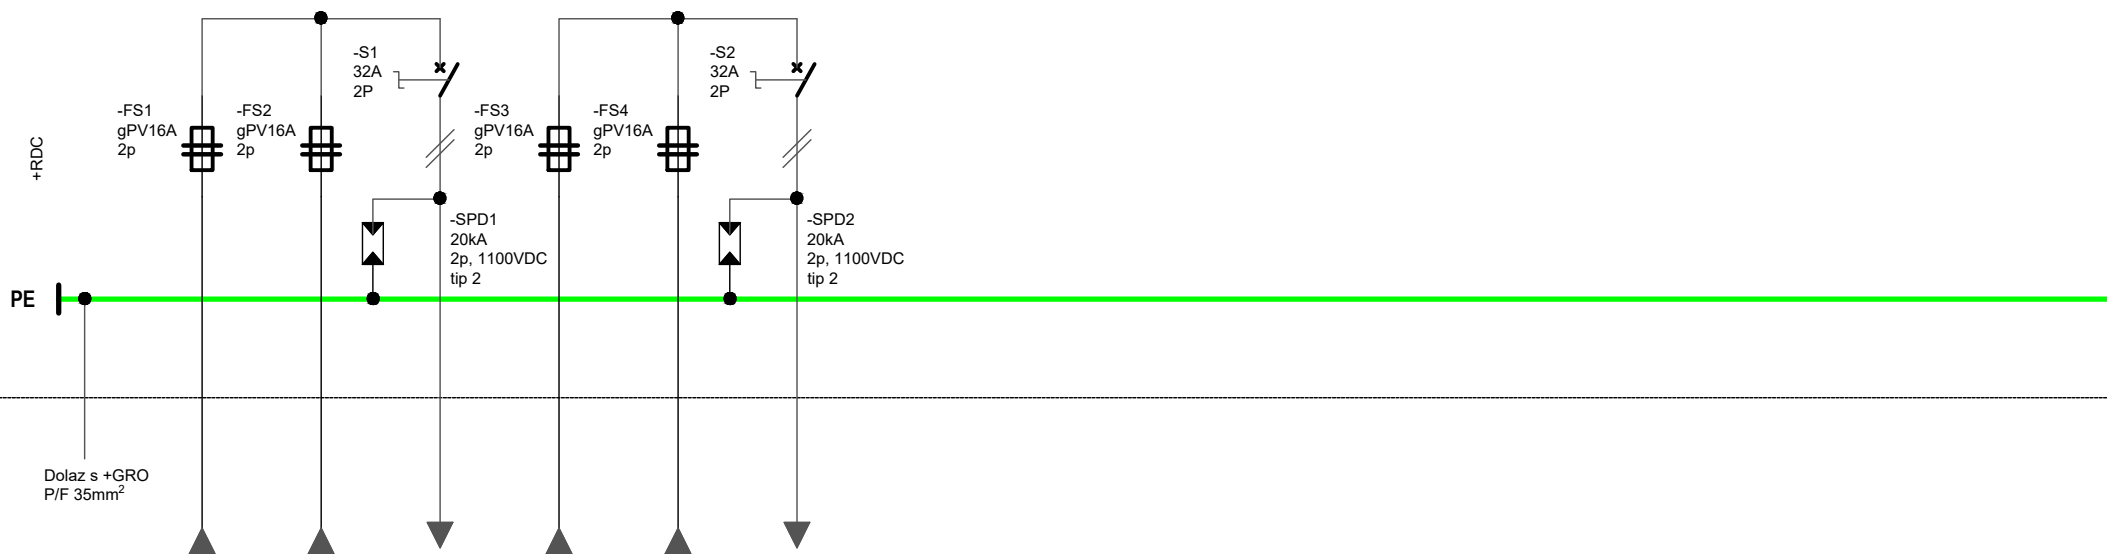 -S1
32A
2P
-S2
32A
2P
-FS1
gPV16A
2p
-FS2
gPV16A
2p
-FS3
gPV16A
2p
-FS4
gPV16A
2p
+RDC
-SPD1
20kA
2p, 1100VDC
tip 2
-SPD2
20kA
2p, 1100VDC
tip 2
PE
Dolaz s +GRO
P/F 35mm²